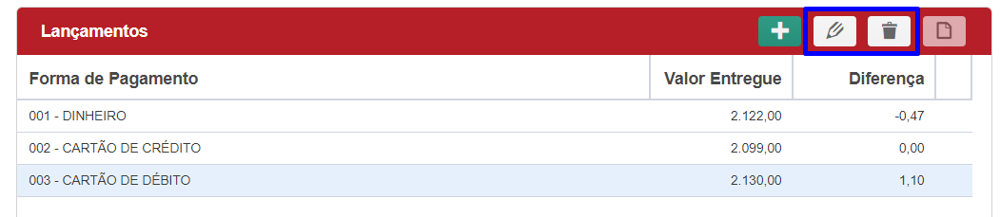 Lançamentos
Forma de Pagamento Valor Entregue Diferença
001 - DINHEIRO 2.122,00 -0,47
002 - CARTÃO DE CRÉDITO 2.099,00 0,00
003 - CARTÃO DE DÉBITO 2.130,00 1,10